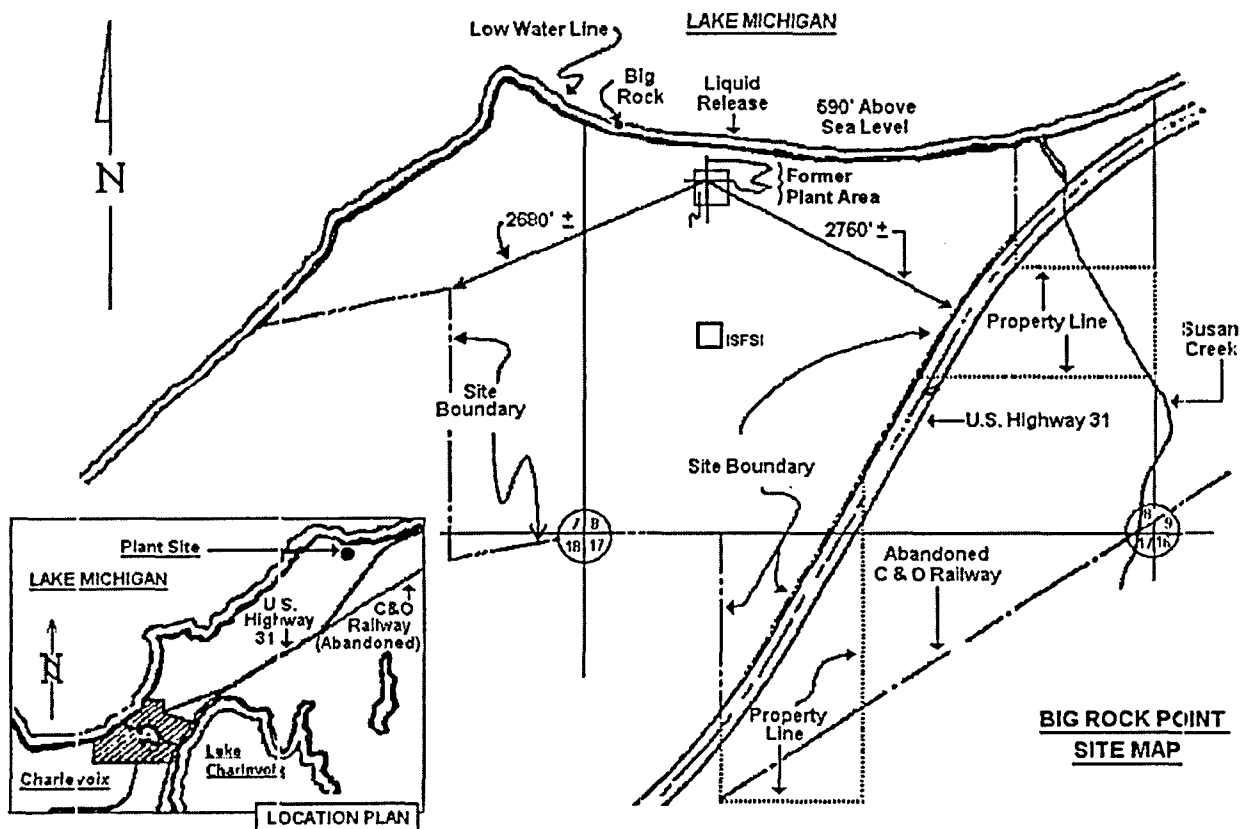 LAKE MICHIGAN
Low Water Line
Big
Rock
Liquid
Release
590' Above
Sea Level
N
Former
Plant Area
2680' ±
2760' ±
ISFSI
Property Line
Susan
Creek
Site
Boundary
U.S. Highway 31
Site Boundary
7 8
18 17
8 9
17 16
Abandoned
C & O Railway
Property
Line
BIG ROCK POINT
SITE MAP
Plant Site
LAKE MICHIGAN
U.S.
Highway
31
C&O
Railway
(Abandoned)
N
Lake
Charlevoix
Charlevoix
LOCATION PLAN